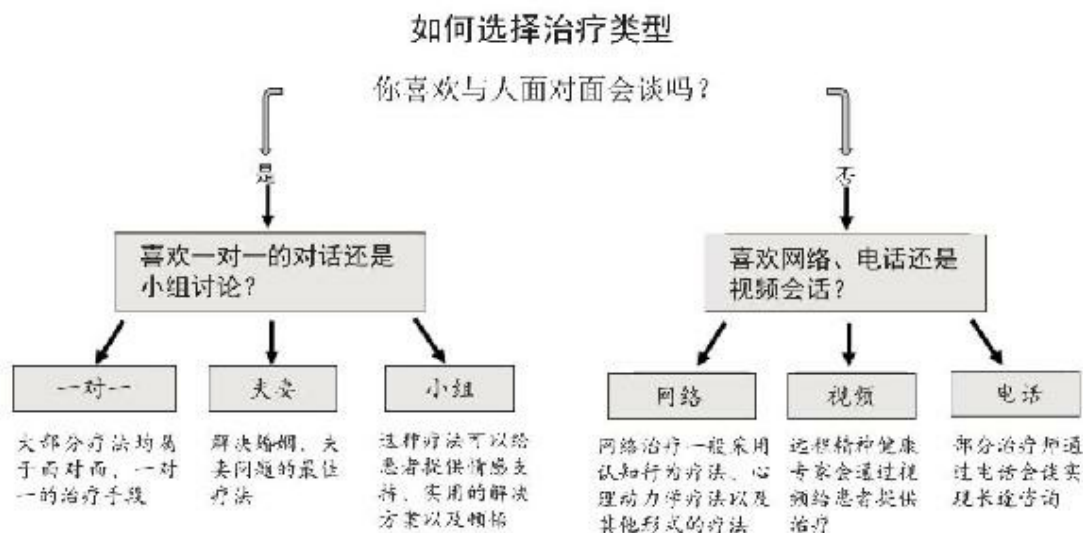 如何选择治疗类型
你喜欢与人面对面会谈吗？
是
否
喜欢一对一的对话还是
小组讨论？
喜欢网络、电话还是
视频会话？
一对一
夫妻
小组
网络
视频
电话
大部分疗法均属
于面对面、一对
一的治疗手段
解决婚姻、夫
妻问题的最佳
疗法
这种疗法可以给
患者提供情感支
持、实用的解决
方案以及
网络治疗一般采用
认知行为疗法、心
理动力学疗法以及
其他形式的疗法
远程精神健康
专家会通过视
频给患者提供
治疗
部分治疗师通
过电话会谈实
现长途咨询